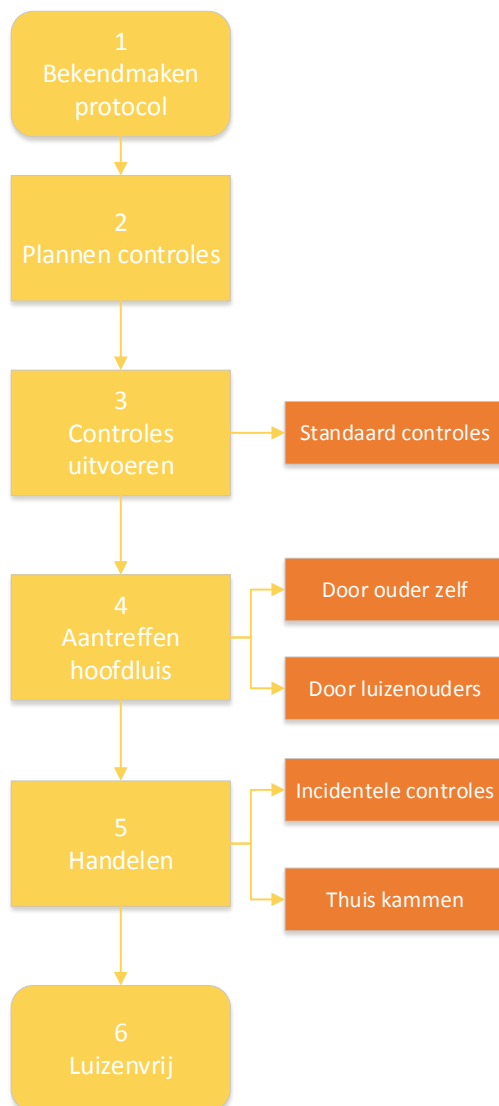 1
Bekendmaken
protocol
2
Plannen controles
3
Controles
uitvoeren
Standaard controles
4
Aantreffen
hoofdluis
Door ouder zelf
Door luizenouders
5
Handelen
Incidentele controles
Thuis kammen
6
Luizenvrij